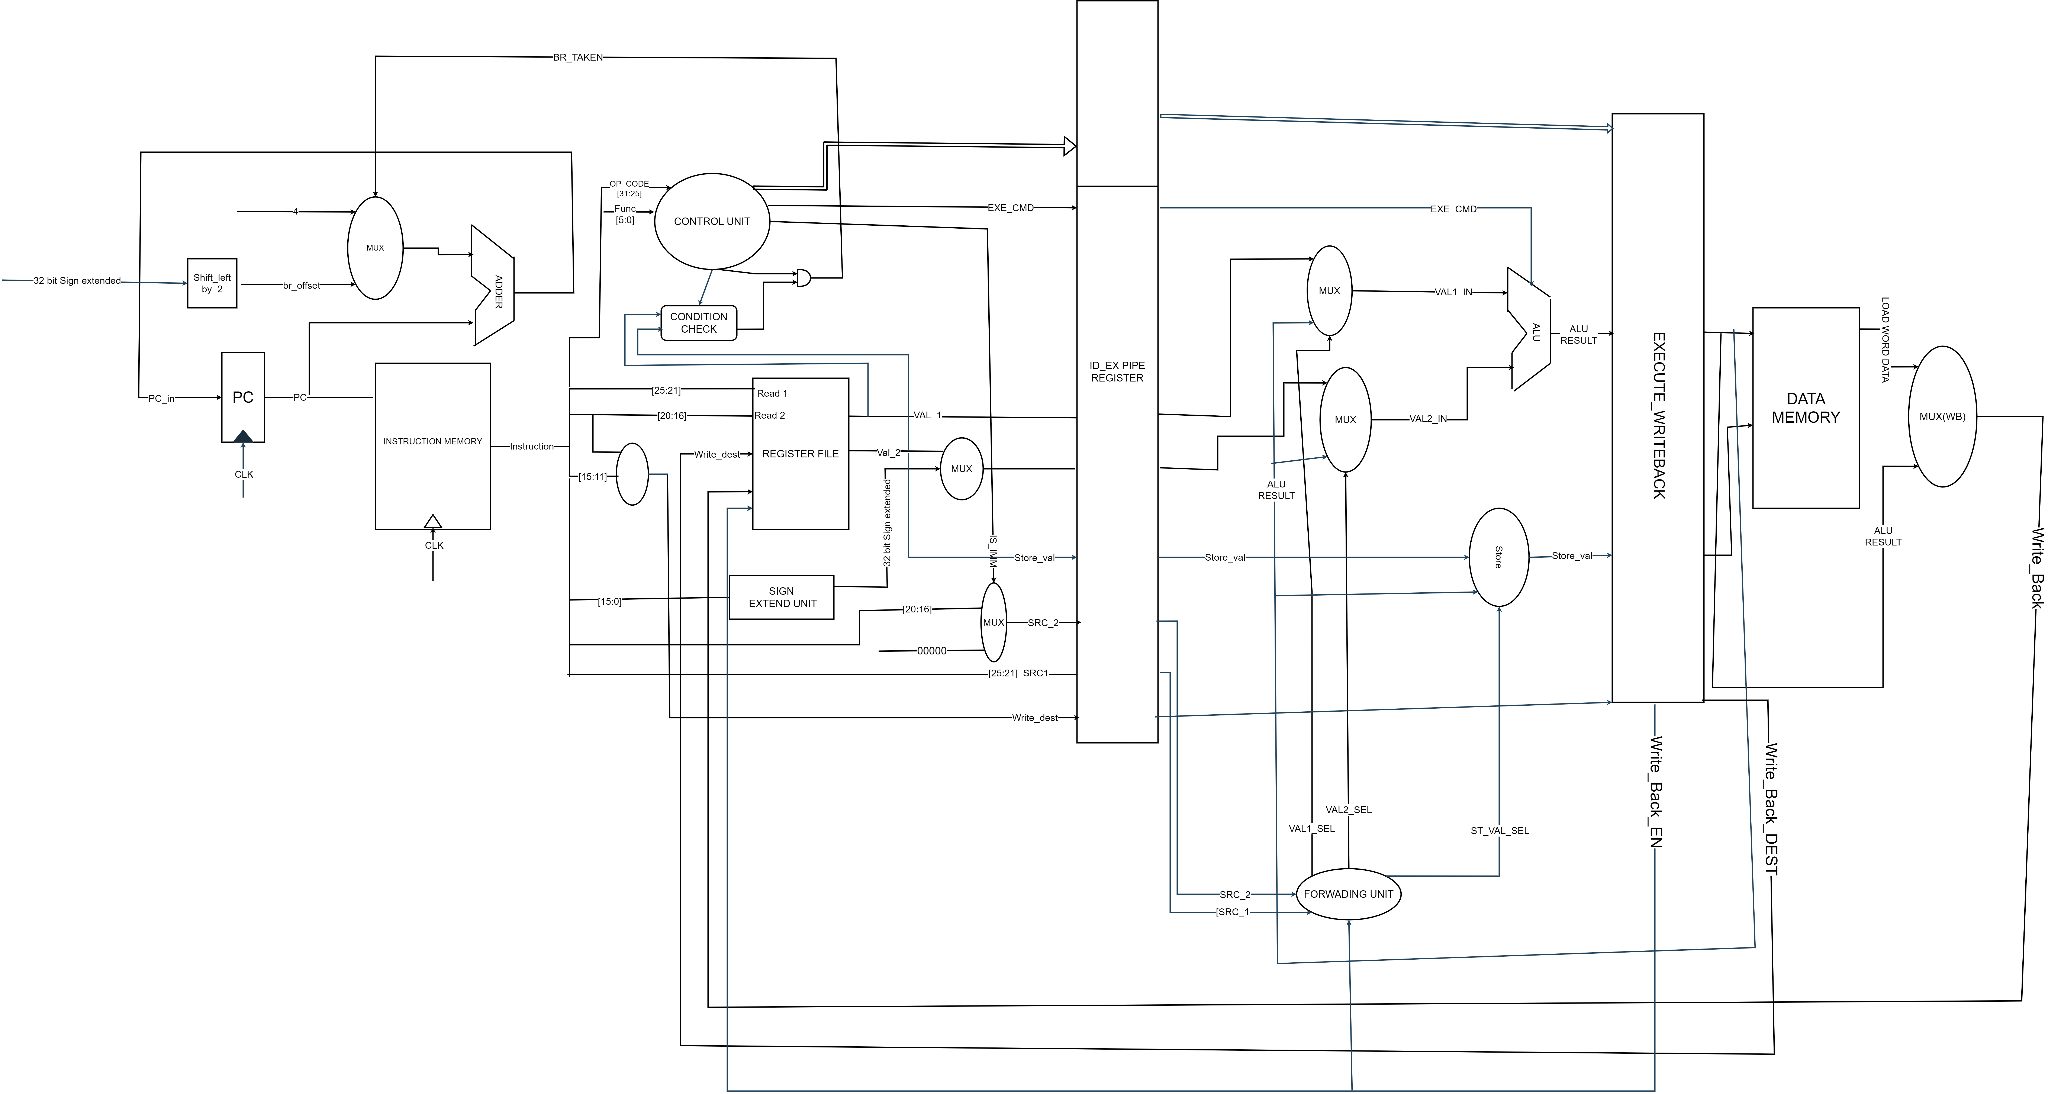 BR_TAKEN
OP_CODE
[31:26]
Func
[5:0]
CONTROL UNIT
EXE_CMD
EXE_CMD
4
MUX
32 bit Sign extended
Shift_left
by 2
br_offset
ADDER
CONDITION
CHECK
PC_in
PC
PC
CLK
INSTRUCTION MEMORY
CLK
Instruction
[25:21]
[20:16]
[15:11]
Read 1
Read 2
Write_dest
REGISTER FILE
VAL_1
Val_2
MUX
32 bit Sign extended
IS_IMM
Store_val
SIGN
EXTEND UNIT
[15:0]
[20:16]
MUX
00000
SRC_2
[25:21] SRC1
Write_dest
ID_EX PIPE
REGISTER
MUX
VAL1_IN
ALU
ALU
RESULT
MUX
VAL2_IN
ALU
RESULT
Store_val
Store
Store_val
VAL2_SEL
VAL1_SEL
ST_VAL_SEL
SRC_2
[SRC_1
FORWADING UNIT
EXECUTE_WRITEBACK
DATA
MEMORY
LOAD WORD DATA
MUX(WB)
ALU
RESULT
Write_Back
Write_Back_EN
Write_Back_DEST